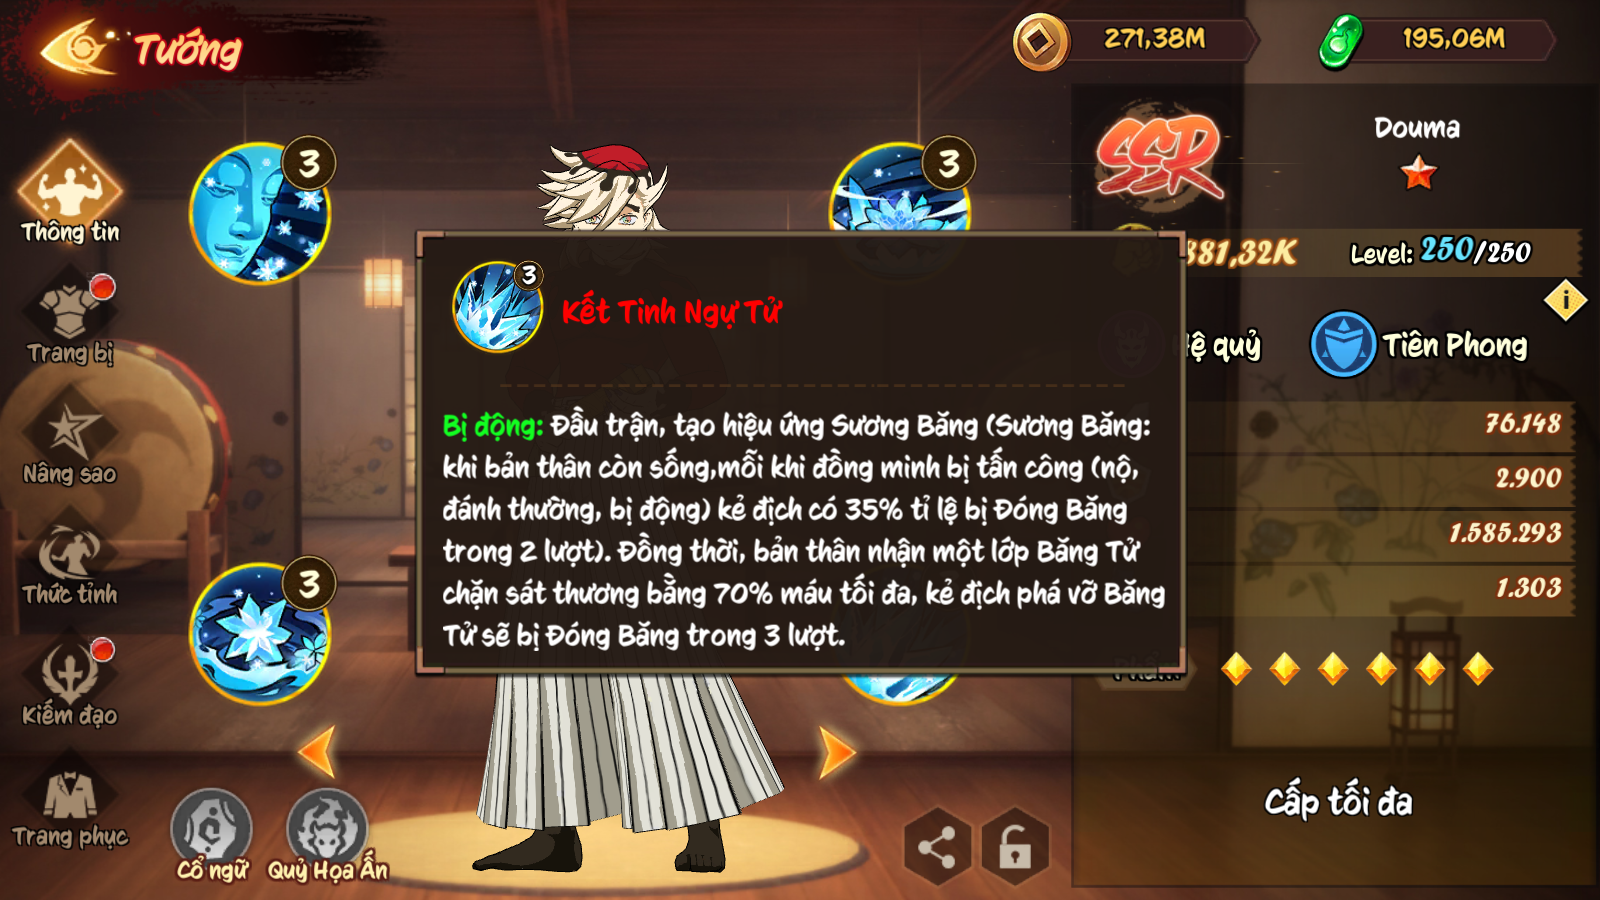 Tướng
271,38M
195,06M
Thông tin
Trang bị
Nâng sao
Thức tỉnh
Kiếm đạo
Trang phục
3
3
3
Cổ ngữ
Quỷ Họa Ấn
3
Kết Tinh Ngự Tử
Bị động: Đầu trận, tạo hiệu ứng Sương Băng (Sương Băng:
khi bản thân còn sống,mỗi khi đồng minh bị tấn công (nộ,
đánh thường, bị động) kẻ địch có 35% tỉ lệ bị Đóng Băng
trong 2 lượt). Đồng thời, bản thân nhận một lớp Băng Tử
chặn sát thương bằng 70% máu tối đa, kẻ địch phá vỡ Băng
Tử sẽ bị Đóng Băng trong 3 lượt.
SSR
Douma
881,32K
Level: 250/250
i
quỷ
Tiên Phong
76.148
2.900
1.585.293
1.303
Cấp tối đa